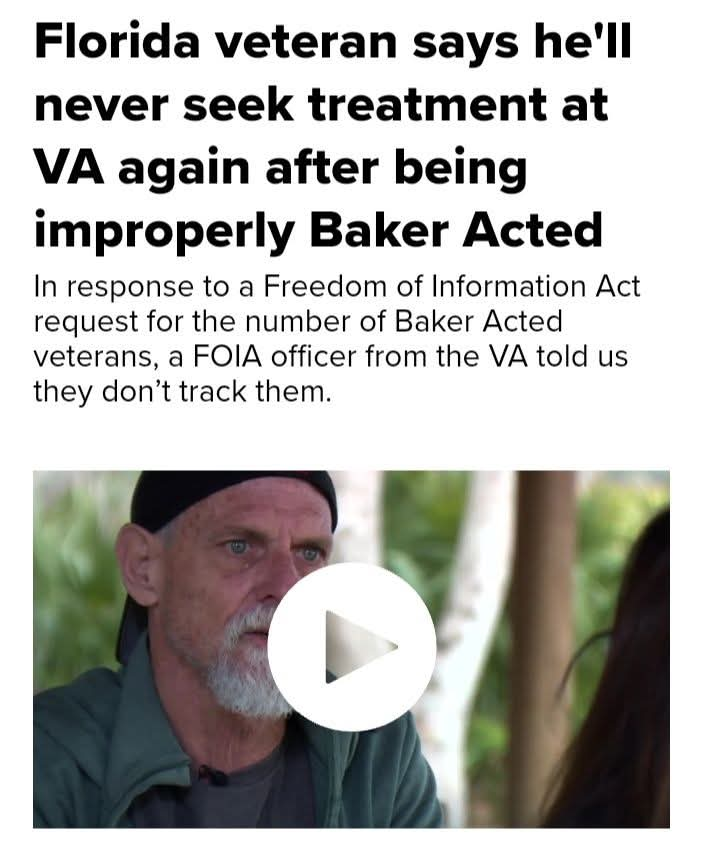 Florida veteran says he'll
never seek treatment at
VA again after being
improperly Baker Acted
In response to a Freedom of Information Act
request for the number of Baker Acted
veterans, a FOIA officer from the VA told us
they don’t track them.